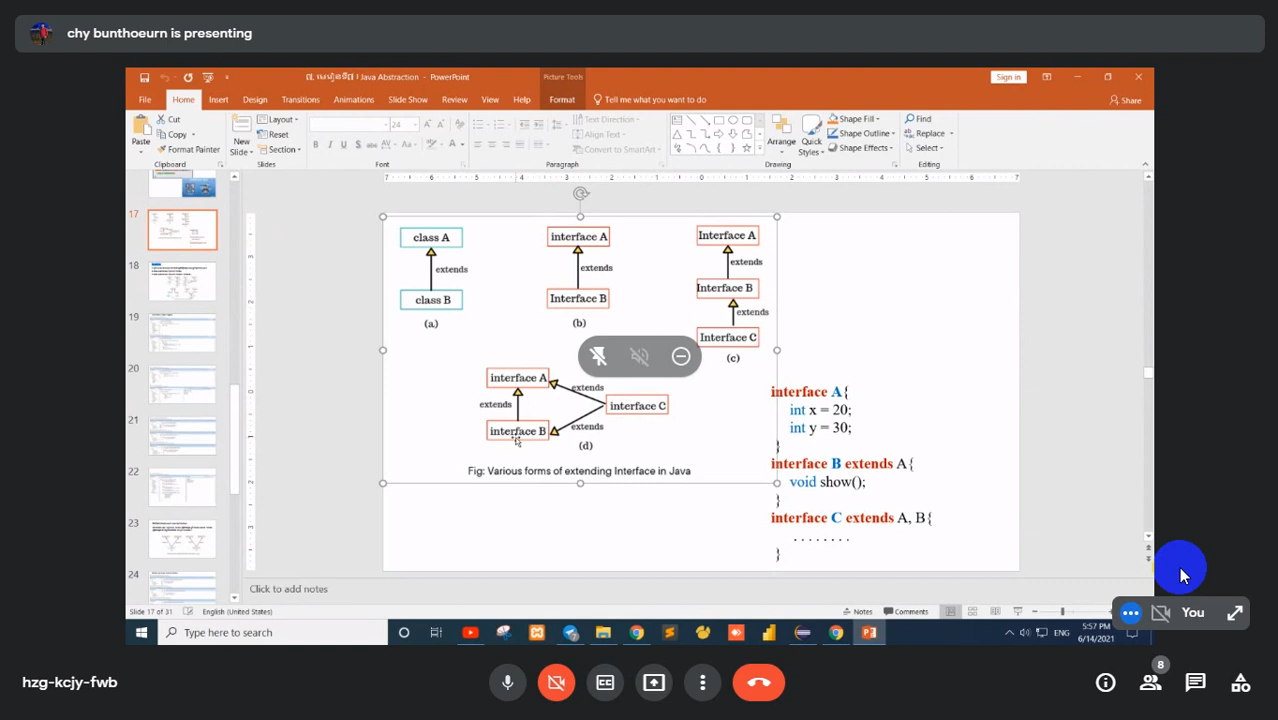 chy bunthoeurn is presenting
៧. មេរៀនទី៧ ៖ Java Abstraction - PowerPoint
Picture Tools
Sign in
File
Home
Insert
Design
Transitions
Animations
Slide Show
Review
View
Help
Format
Tell me what you want to do
Share
Paste
Cut
Copy
Format Painter
Clipboard
New
Slide
Layout
Reset
Section
Slides
24
Font
Text Direction
Align Text
Convert to SmartArt
Paragraph
Arrange
Quick
Styles
Shape Fill
Shape Outline
Shape Effects
Drawing
Find
Replace
Select
Editing
17
18
19
20
21
22
23
24
class A
extends
class B
(a)
interface A
extends
Interface B
(b)
Interface A
extends
Interface B
extends
Interface C
(c)
interface A
extends
extends
interface C
interface B
extends
(d)
Fig: Various forms of extending Interface in Java
interface A{
int x = 20;
int y = 30;
}
interface B extends A{
void show();
}
interface C extends A, B{
. . . . . . . .
}
Click to add notes
Slide 17 of 31
English (United States)
Notes
Comments
You
Type here to search
ENG
5:57 PM
6/14/2021
hzg-kcjy-fwb
8